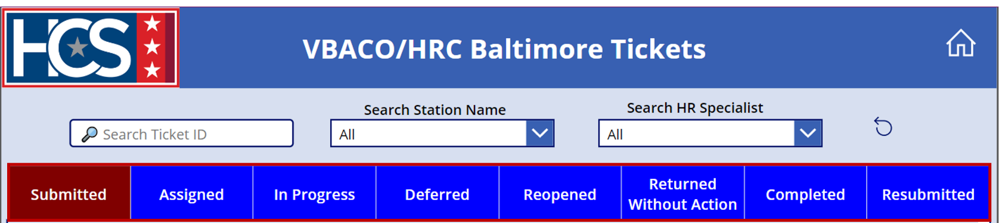 HCS
VBACO/HRC Baltimore Tickets
Search Station Name
Search HR Specialist
Search Ticket ID
All
All
Submitted
Assigned
In Progress
Deferred
Reopened
Returned
Without Action
Completed
Resubmitted